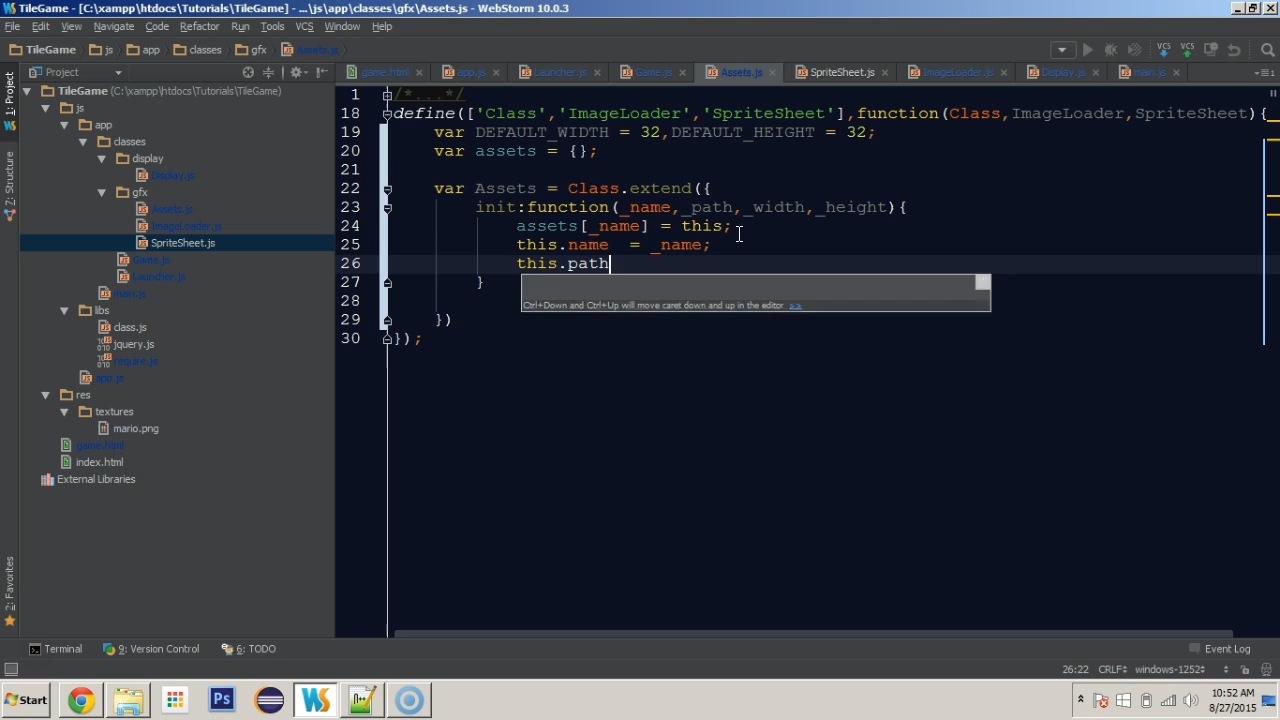 TileGame - [C:\xampp\htdocs\Tutorials\TileGame] - ...\js\app\classes\gfx\Assets.js - WebStorm 10.0.3
File Edit View Navigate Code Refactor Run Tools VCS Window Help
TileGame js app classes gfx Assets.js
VCS VCS
1: Project
Project
game.html app.js Launcher.js Game.js Assets.js SpriteSheet.js ImageLoader.js Display.js main.js
TileGame (C:\xampp\htdocs\Tutorials\TileGame)
js
app
classes
display
Display.js
gfx
Assets.js
ImageLoader.js
SpriteSheet.js
Game.js
Launcher.js
main.js
libs
class.js
jquery.js
require.js
app.js
res
textures
mario.png
game.html
index.html
External Libraries
7: Structure
2: Favorites
1 /*...*/
18 define(['Class','ImageLoader','SpriteSheet'],function(Class,ImageLoader,SpriteSheet){
19 var DEFAULT_WIDTH = 32,DEFAULT_HEIGHT = 32;
20 var assets = {};
21
22 var Assets = Class.extend({
23 init:function(_name,_path,_width,_height){
24 assets[_name] = this;
25 this.name  = _name;
26 this.path
27 }
Ctrl+Down and Ctrl+Up will move caret down and up in the editor >>
28
29 })
30 });
Terminal 9: Version Control 6: TODO Event Log
26:22 CRLF windows-1252
Start Ps WS 10:52 AM
8/27/2015